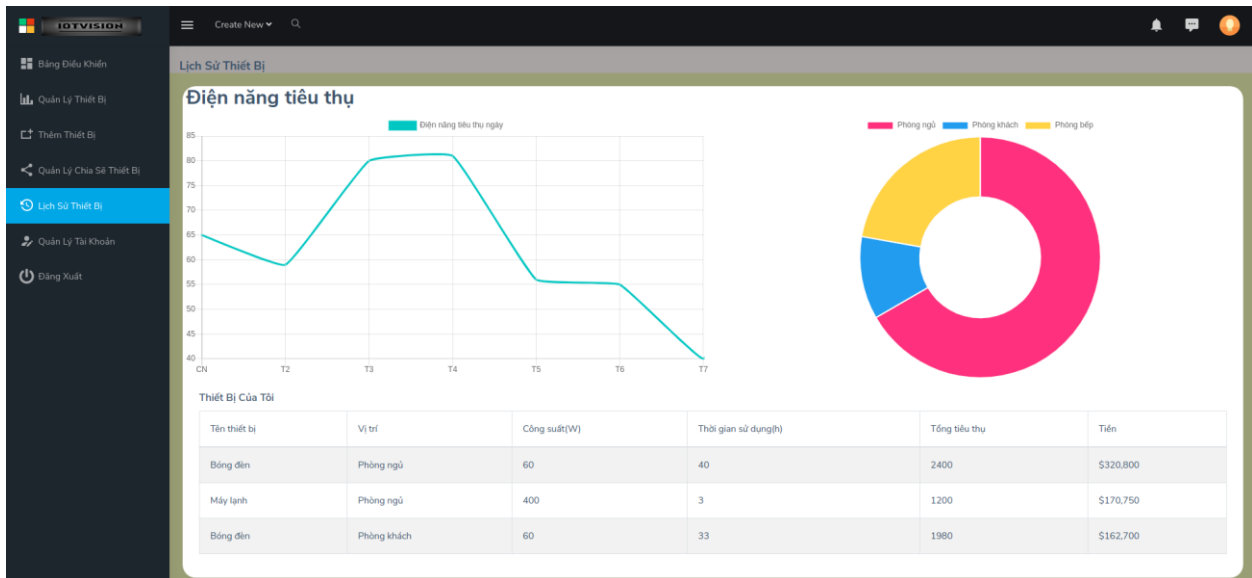 IOTVISION
Create New
Bảng Điều Khiển
Quản Lý Thiết Bị
Thêm Thiết Bị
Quản Lý Chia Sẽ Thiết Bị
Lịch Sử Thiết Bị
Quản Lý Tài Khoản
Đăng Xuất
Lịch Sử Thiết Bị
Điện năng tiêu thụ
Điện năng tiêu thụ ngày
85
80
75
70
65
60
55
50
45
40
CN T2 T3 T4 T5 T6 T7
Phòng ngủ Phòng khách Phòng bếp
Thiết Bị Của Tôi
Tên thiết bị Vị trí Công suất(W) Thời gian sử dụng(h) Tổng tiêu thụ Tiền
Bóng đèn Phòng ngủ 60 40 2400 $320,800
Máy lạnh Phòng ngủ 400 3 1200 $170,750
Bóng đèn Phòng khách 60 33 1980 $162,700